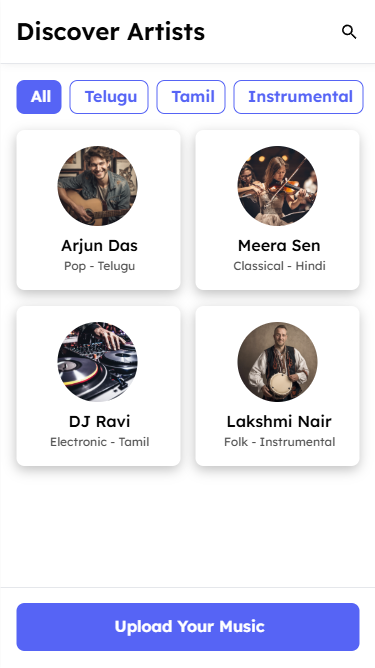 Discover Artists
All Telugu Tamil Instrumental
Arjun Das Meera Sen
Pop - Telugu Classical - Hindi
DJ Ravi Lakshmi Nair
Electronic - Tamil Folk - Instrumental
Upload Your Music